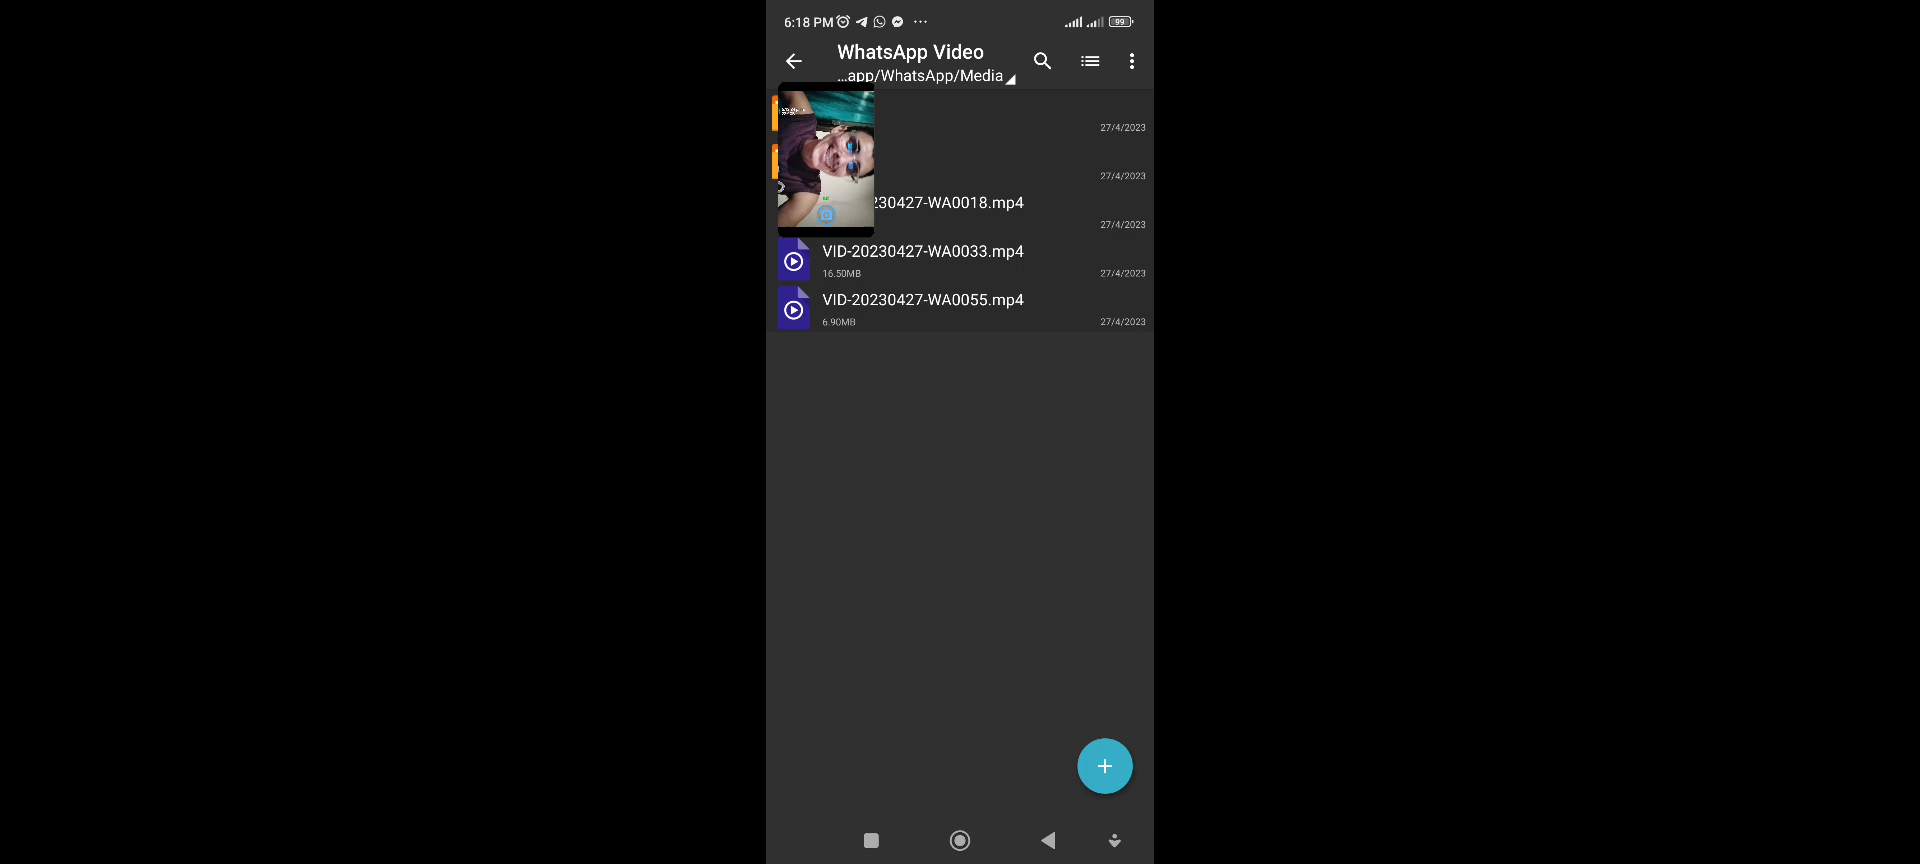 6:18 PM
99
WhatsApp Video
...app/WhatsApp/Media
27/4/2023
27/4/2023
230427-WA0018.mp4
27/4/2023
VID-20230427-WA0033.mp4
16.50MB
27/4/2023
VID-20230427-WA0055.mp4
6.90MB
27/4/2023